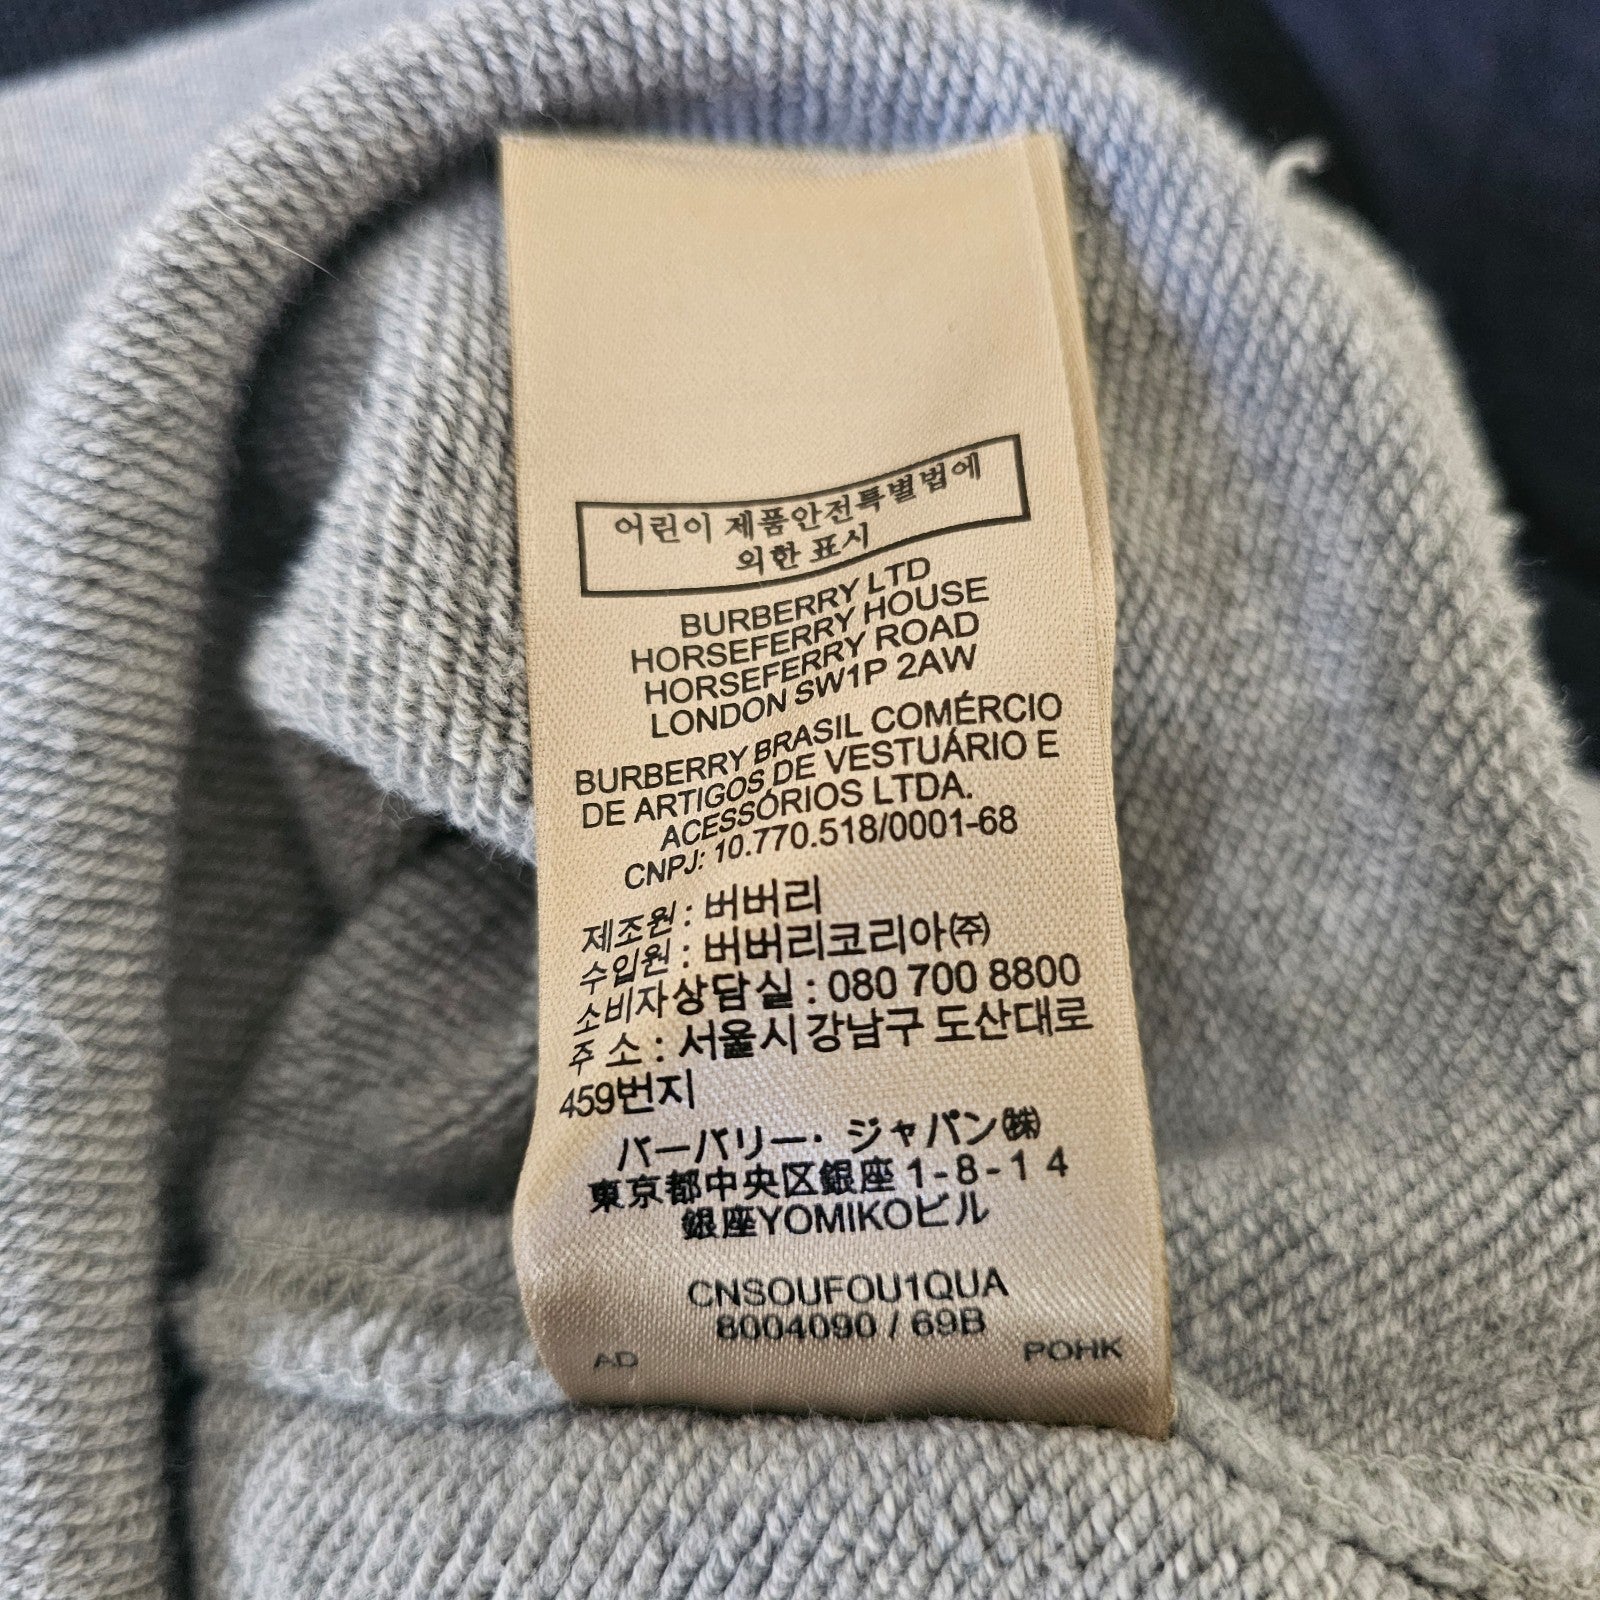 어린이 제품안전특별법에
의한 표시
BURBERRY LTD
HORSEFERRY HOUSE
HORSEFERRY ROAD
LONDON SW1P 2AW
BURBERRY BRASIL COMÉRCIO
DE ARTIGOS DE VESTUÁRIO E
ACESSÓRIOS LTDA.
CNPJ: 10.770.518/0001-68
제조원 : 버버리
수입원 : 버버리코리아㈜
소비자상담실 : 080 700 8800
주 소 : 서울시 강남구 도산대로
459번지
バーバリー・ジャパン㈱
東京都中央区銀座 1-8-14
銀座YOMIKOビル
CNSOUFOU1QUA
8004090 / 69B
AD POHK